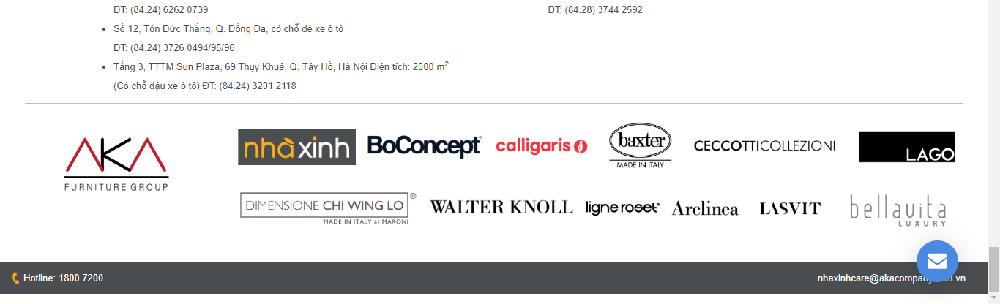 ĐT: (84.24) 6262 0739
ĐT: (84.28) 3744 2592
Số 12, Tôn Đức Thắng, Q. Đống Đa, có chỗ để xe ô tô
ĐT: (84.24) 3726 0494/95/96
Tầng 3, TTTM Sun Plaza, 69 Thụy Khuê, Q. Tây Hồ, Hà Nội Diện tích: 2000 m²
(Có chỗ đậu xe ô tô) ĐT: (84.24) 3201 2118
AKA
FURNITURE GROUP
nhà xinh
BoConcept®
calligaris
baxter
MADE IN ITALY
CECCOTTICOLLEZIONI
LAGO
DIMENSIONE CHI WING LO®
MADE IN ITALY BY MARONI
WALTER KNOLL
ligne roset®
Arclinea
LASVIT
bellavita
LUXURY
Hotline: 1800 7200
nhaxinhcare@akacompany m.vn